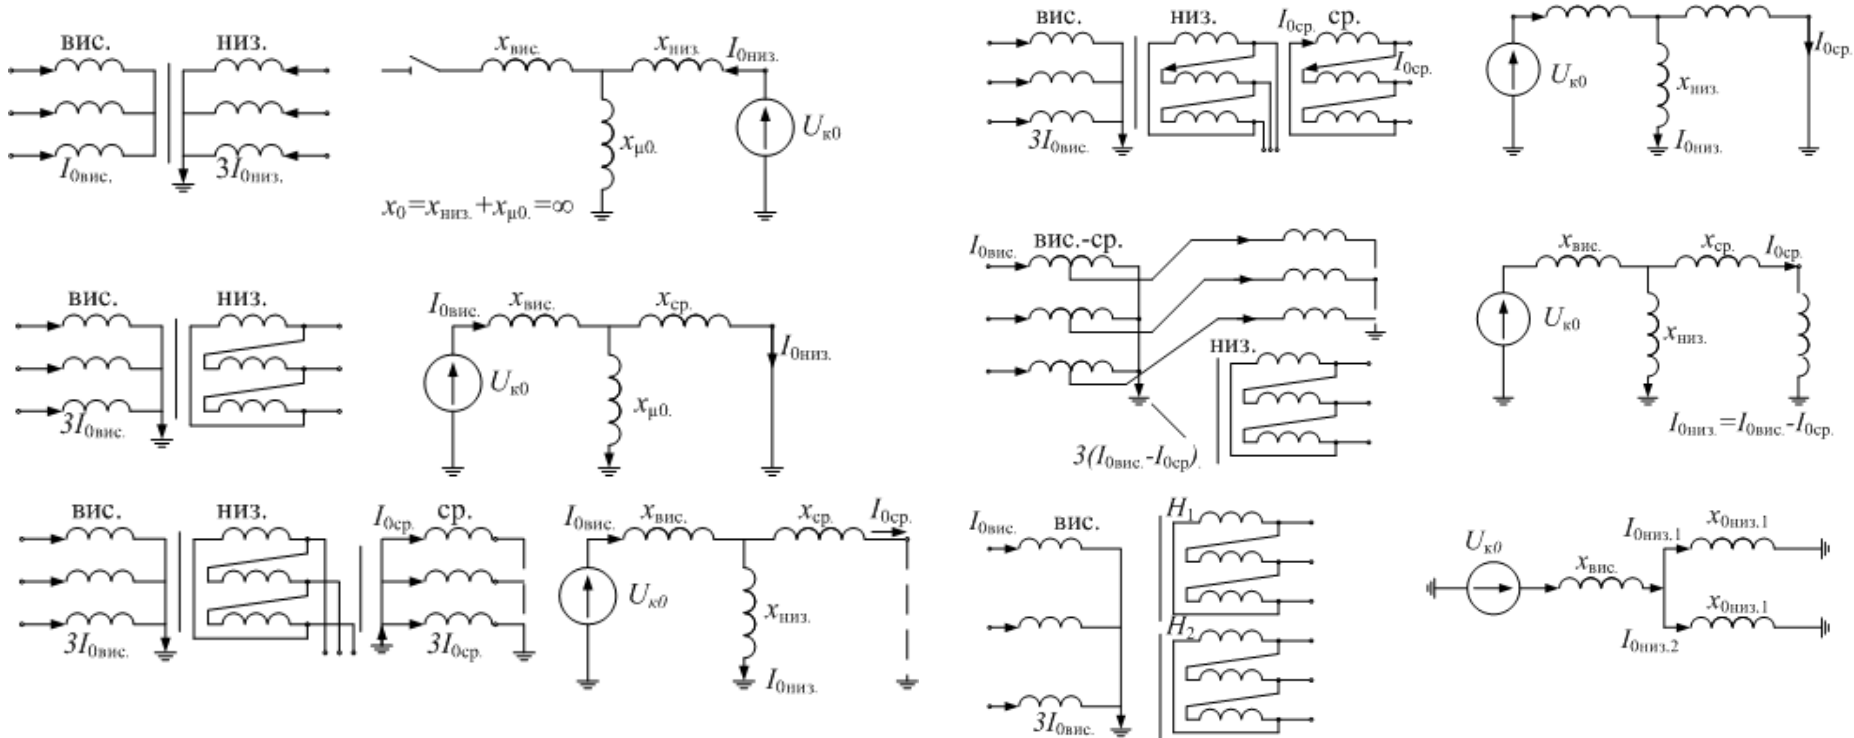 вис. низ.
I0вис. 3I0низ.
xвис. xниз. I0низ.
xμ0. Uк0
x0=xниз.+xμ0.=∞
вис. низ.
3I0вис.
I0вис. xвис. xср.
I0низ.
Uк0 xμ0.
вис. низ. I0ср. ср.
3I0вис. 3I0ср.
I0вис. xвис. xср. I0ср.
Uк0 xниз.
I0низ.
вис. низ. I0ср. ср.
I0ср.
3I0вис.
I0ср.
Uк0 xниз.
I0низ.
I0вис. вис.-ср.
низ.
3(I0вис.-I0ср).
xвис. xср. I0ср.
Uк0 xниз.
I0низ.=I0вис.-I0ср.
I0вис. вис. H1
H2
3I0вис.
Uк0 xвис. I0низ.1 x0низ.1
I0низ.2 x0низ.1